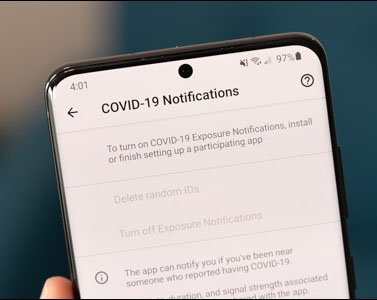 4:01 97%
COVID-19 Notifications
To turn on COVID-19 Exposure Notifications, install
or finish setting up a participating app
Delete random IDs
Turn off Exposure Notifications
The app can notify you if you've been near
someone who reported having COVID-19.
duration, and signal strength associated
with the app.